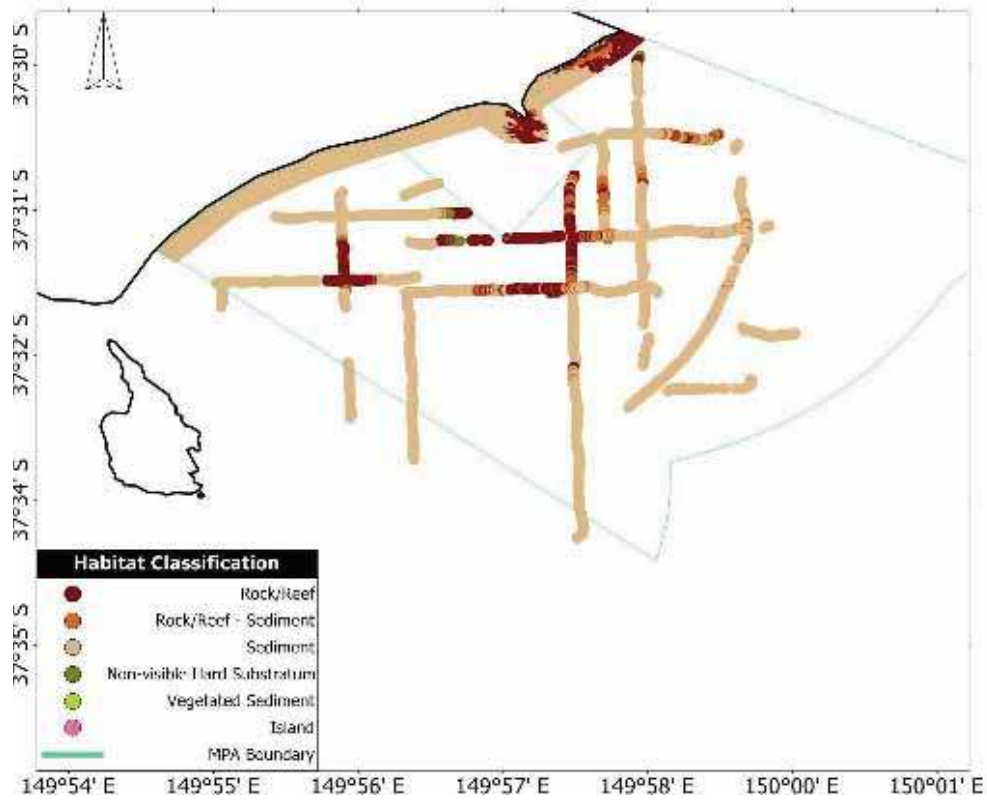 37°30' S
37°31' S
37°32' S
37°34' S
37°35' S
Habitat Classification
Rock/Reef
Rock/Reef - Sediment
Sediment
Non-visible Hard Substratum
Vegetated Sediment
Island
MPA Boundary
149°54' E 149°55' E 149°56' E 149°57' E 149°58' E 150°00' E 150°01' E